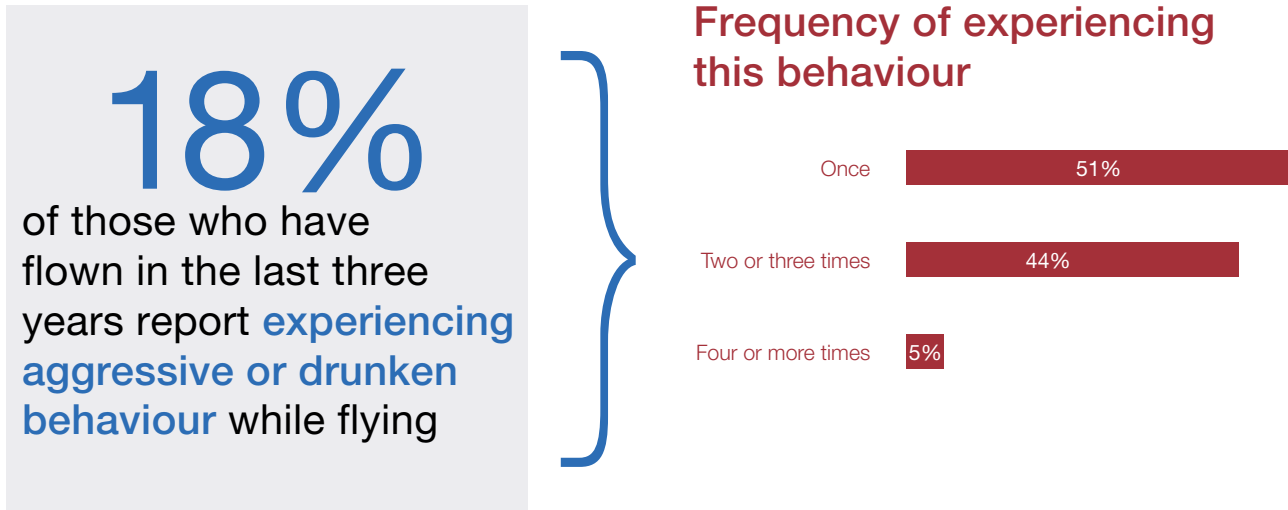 18%
of those who have
flown in the last three
years report experiencing
aggressive or drunken
behaviour while flying
Frequency of experiencing
this behaviour
Once 51%
Two or three times 44%
Four or more times 5%